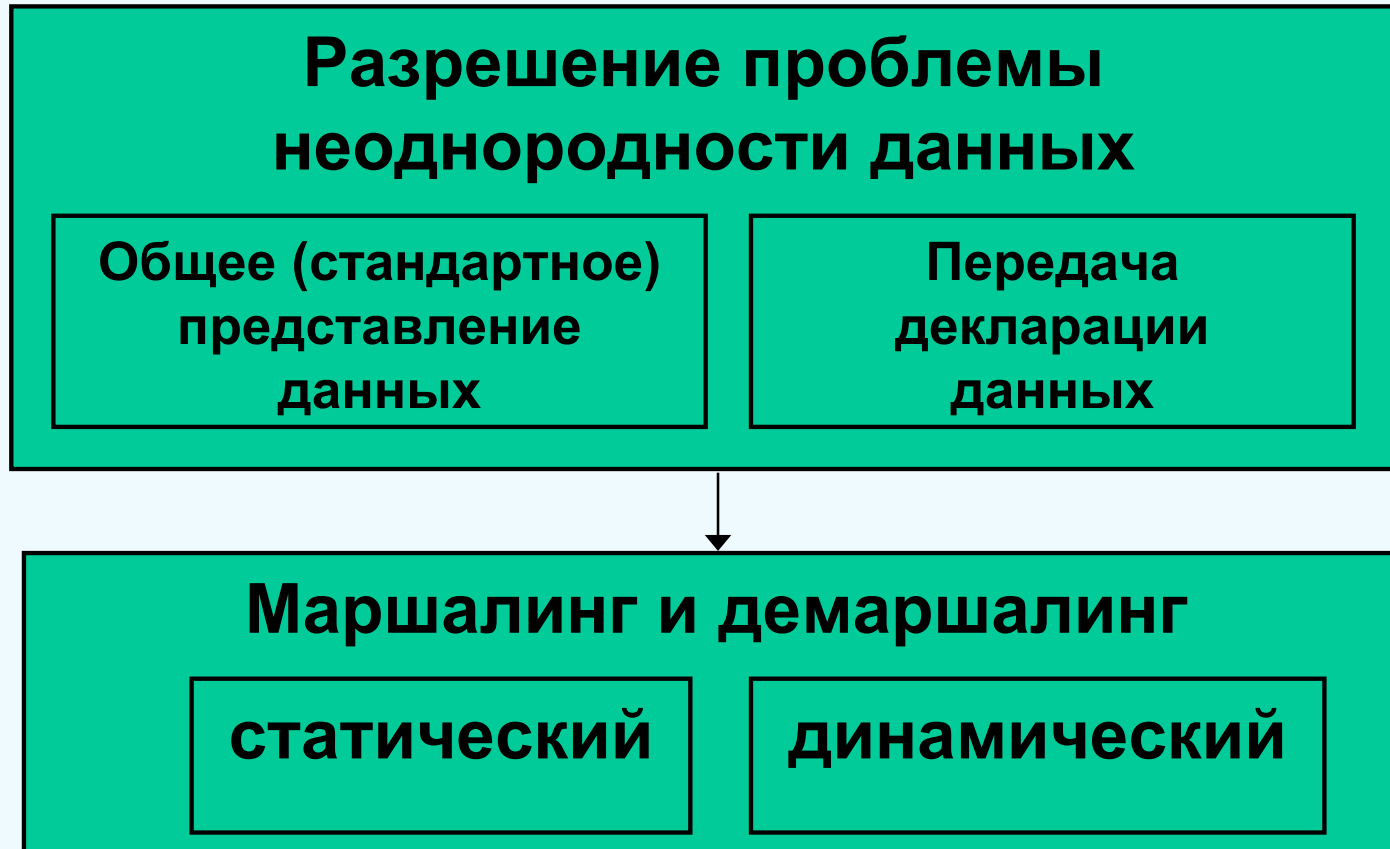 Разрешение проблемы
неоднородности данных
Общее (стандартное)
представление
данных
Передача
декларации
данных
Маршалинг и демаршалинг
статический
динамический